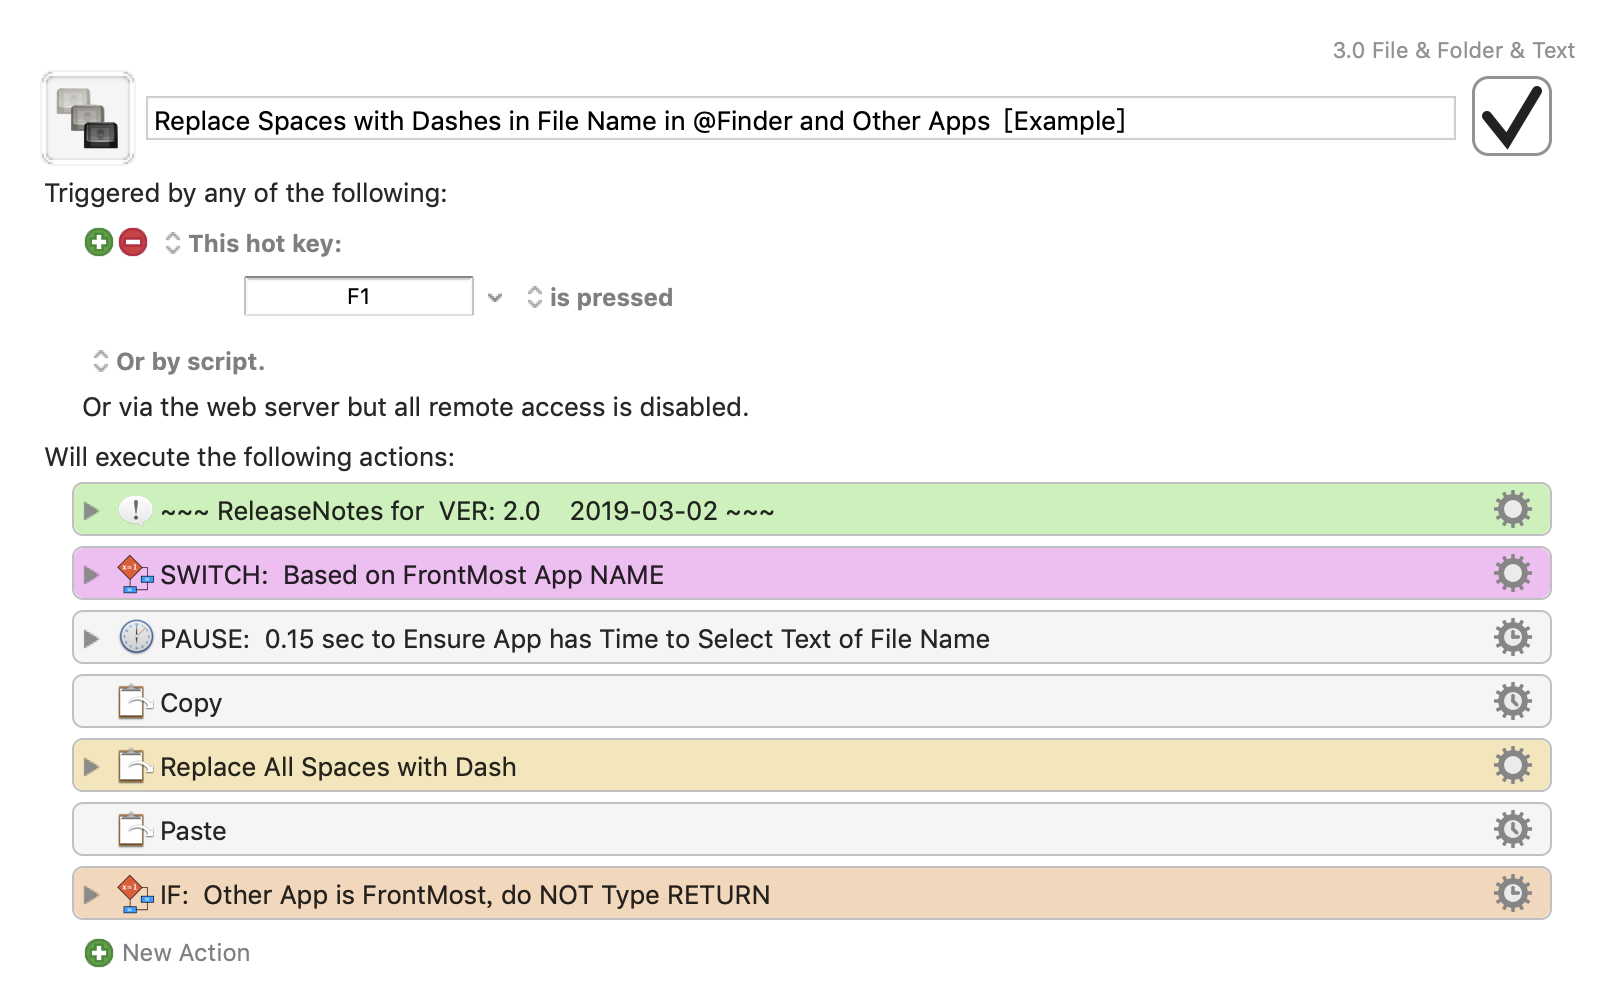 3.0 File & Folder & Text
Replace Spaces with Dashes in File Name in @Finder and Other Apps  [Example]
Triggered by any of the following:
This hot key:
F1
is pressed
Or by script.
Or via the web server but all remote access is disabled.
Will execute the following actions:
~~~ ReleaseNotes for  VER: 2.0    2019-03-02 ~~~
SWITCH:  Based on FrontMost App NAME
PAUSE:  0.15 sec to Ensure App has Time to Select Text of File Name
Copy
Replace All Spaces with Dash
Paste
IF:  Other App is FrontMost, do NOT Type RETURN
New Action